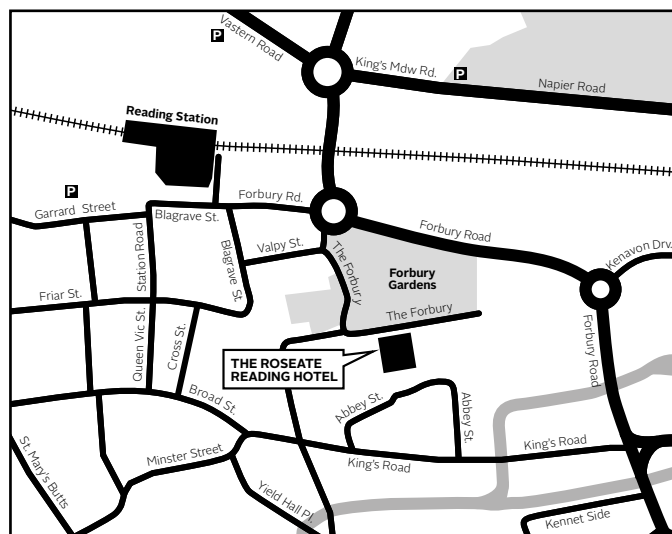 P
Vastern Road
King's Mdw Rd.
P
Napier Road
Reading Station
P
Garrard Street
Blagrave St.
Forbury Rd.
Forbury Road
Kenavon Drv.
Station Road
Blagrave St.
Valpy St.
The Forbury
Forbury
Gardens
Friar St.
The Forbury
Queen Vic St.
Cross St.
Forbury Road
THE ROSEATE
READING HOTEL
Broad St.
Abbey St.
Abbey St.
St. Mary's Butts
Minster Street
King's Road
King's Road
Yield Hall Pl.
Kennet Side